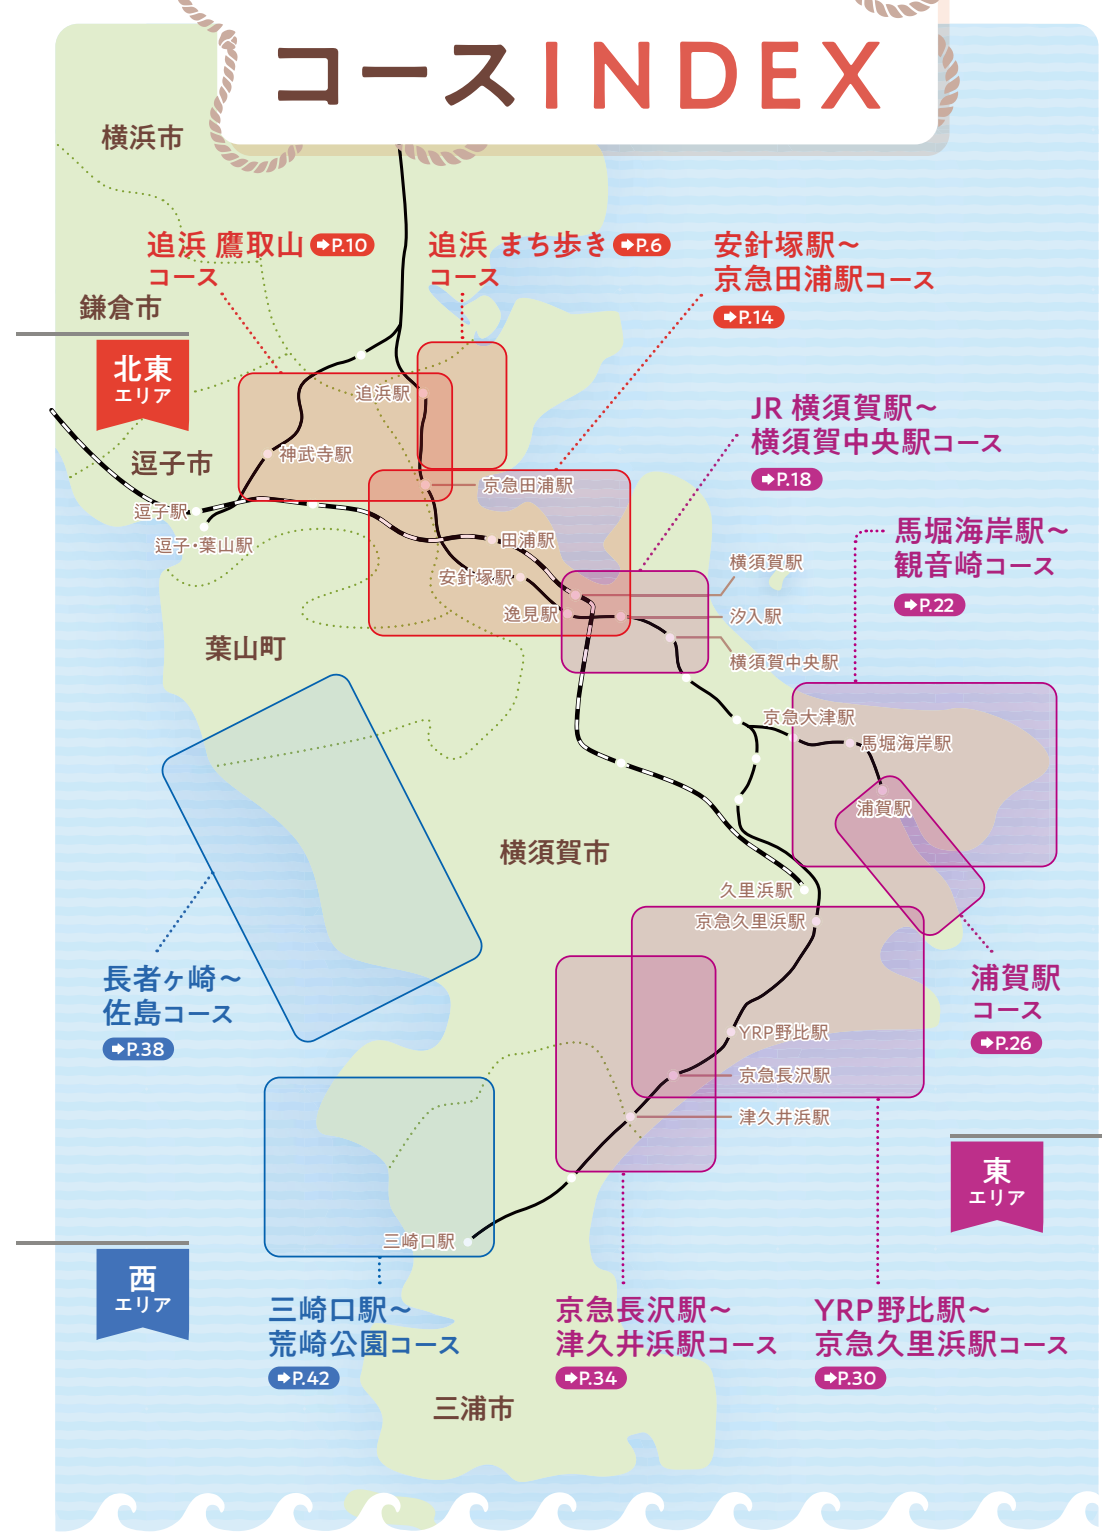 コースINDEX
横浜市
追浜 鷹取山 ➡P.10
コース
追浜 まち歩き ➡P.6
コース
安針塚駅～
京急田浦駅コース
➡P.14
鎌倉市
北東
エリア
追浜駅
JR 横須賀駅～
横須賀中央駅コース
➡P.18
逗子市
神武寺駅
京急田浦駅
逗子駅
逗子・葉山駅
田浦駅
安針塚駅
逸見駅
横須賀駅
汐入駅
横須賀中央駅
馬堀海岸駅～
観音崎コース
➡P.22
葉山町
京急大津駅
馬堀海岸駅
浦賀駅
横須賀市
久里浜駅
京急久里浜駅
長者ヶ崎～
佐島コース
➡P.38
浦賀駅
コース
➡P.26
YRP野比駅
京急長沢駅
津久井浜駅
東
エリア
三崎口駅
西
エリア
三崎口駅～
荒崎公園コース
➡P.42
京急長沢駅～
津久井浜駅コース
➡P.34
YRP野比駅～
京急久里浜駅コース
➡P.30
三浦市